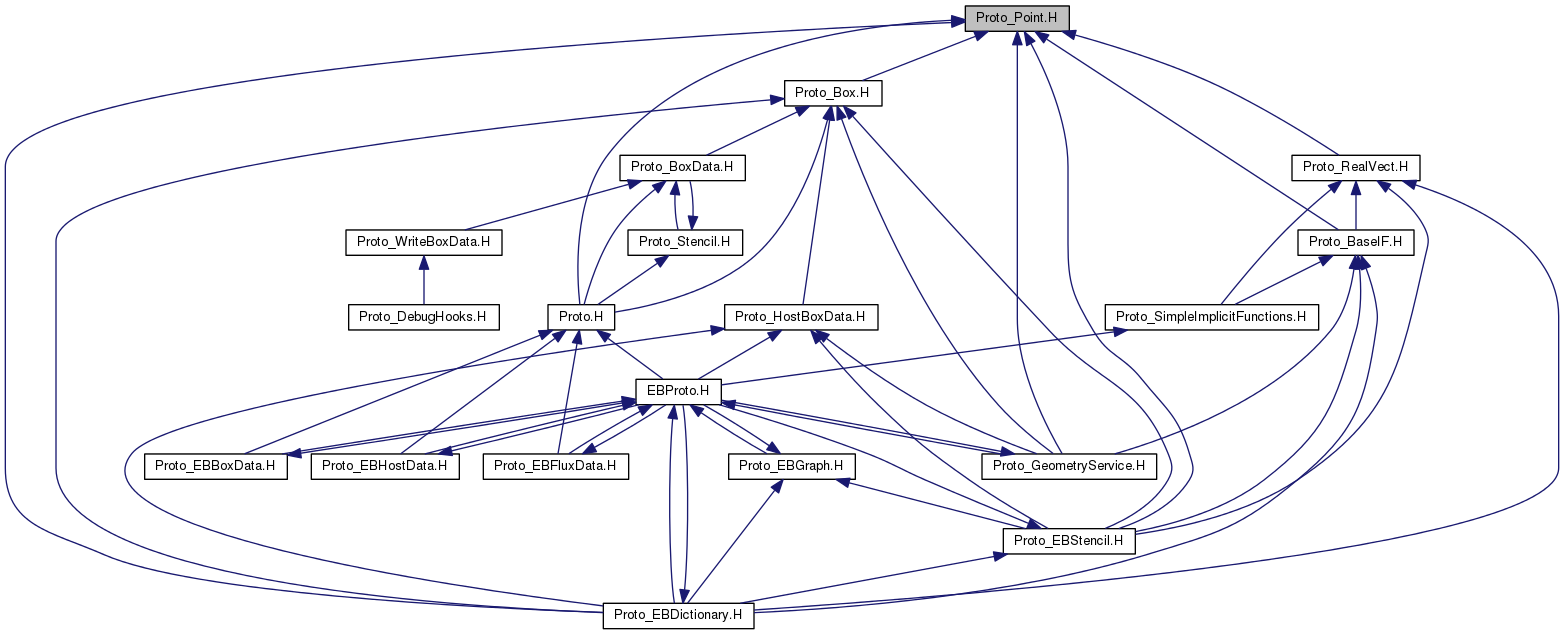 Proto_Point.H
Proto_Box.H
Proto_BoxData.H
Proto_RealVect.H
Proto_WriteBoxData.H
Proto_Stencil.H
Proto_BaseIF.H
Proto_DebugHooks.H
Proto.H
Proto_HostBoxData.H
Proto_SimpleImplicitFunctions.H
EBProto.H
Proto_EBBoxData.H
Proto_EBHostData.H
Proto_EBFluxData.H
Proto_EBGraph.H
Proto_GeometryService.H
Proto_EBStencil.H
Proto_EBDictionary.H